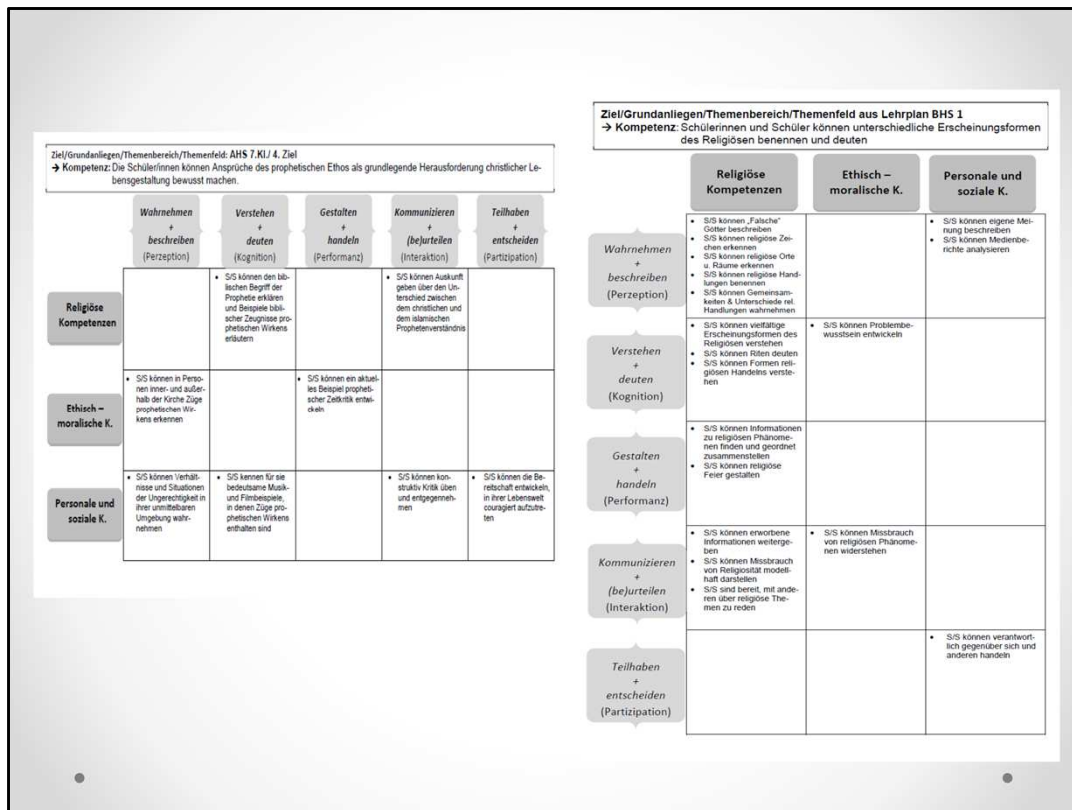 Ziel/Grundanliegen/Themenbereich/Themenfeld: AHS 7.Kl./ 4. Ziel
→ Kompetenz: Die Schüler/innen können Ansprüche des prophetischen Ethos als grundlegende Herausforderung christlicher Le-
bensgestaltung bewusst machen.
Wahrnehmen
+
beschreiben
(Perzeption)
Verstehen
+
deuten
(Kognition)
Gestalten
+
handeln
(Performanz)
Kommunizieren
+
(be)urteilen
(Interaktion)
Teilhaben
+
entscheiden
(Partizipation)
Religiöse
Kompetenzen
• S/S können den bib-
lischen Begriff der
Prophetie erklären
und Beispiele bibli-
scher Zeugnisse pro-
phetischen Wirkens
erläutern
• S/S können Auskunft
geben über den Un-
terschied zwischen
dem christlichen und
dem islamischen
Prophetenverständnis
Ethisch –
moralische K.
• S/S können in Perso-
nen inner- und außer-
halb der Kirche Züge
prophetischen Wir-
kens erkennen
• S/S können ein aktuel-
les Beispiel propheti-
scher Zeitkritik entwi-
ckeln
Personale und
soziale K.
• S/S können Verhält-
nisse und Situationen
der Ungerechtigkeit in
ihrer unmittelbaren
Umgebung wahr-
nehmen
• S/S kennen für sie
bedeutsame Musik-
und Filmbeispiele,
in denen Züge pro-
phetischen Wirkens
enthalten sind
• S/S können kon-
struktiv Kritik üben
und entgegenneh-
men
• S/S können die Be-
reitschaft entwickeln,
in ihrer Lebenswelt
couragiert aufzutre-
ten
Ziel/Grundanliegen/Themenbereich/Themenfeld aus Lehrplan BHS 1
→ Kompetenz: Schülerinnen und Schüler können unterschiedliche Erscheinungsformen
des Religiösen benennen und deuten
Religiöse
Kompetenzen
Ethisch –
moralische K.
Personale und
soziale K.
Wahrnehmen
+
beschreiben
(Perzeption)
• S/S können „Falsche"
Götter beschreiben
• S/S können religiöse Zei-
chen erkennen
• S/S können religiöse Orte
u. Räume erkennen
• S/S können religiöse Hand-
lungen benennen
• S/S können Gemeinsam-
keiten & Unterschiede rel.
Handlungen wahrnehmen
• S/S können eigene Mei-
nung beschreiben
• S/S können Medienbe-
richte analysieren
Verstehen
+
deuten
(Kognition)
• S/S können vielfältige
Erscheinungsformen des
Religiösen verstehen
• S/S können Riten deuten
• S/S können Formen reli-
giösen Handelns verste-
hen
• S/S können Problembe-
wusstsein entwickeln
Gestalten
+
handeln
(Performanz)
• S/S können Informationen
zu religiösen Phänome-
nen finden und geordnet
zusammenstellen
• S/S können religiöse
Feier gestalten
Kommunizieren
+
(be)urteilen
(Interaktion)
• S/S können erworbene
Informationen weiterge-
ben
• S/S können Missbrauch
von Religiosität modell-
haft darstellen
• S/S sind bereit, mit ande-
ren über religiöse The-
men zu reden
• S/S können Missbrauch
von religiösen Phänome-
nen widerstehen
Teilhaben
+
entscheiden
(Partizipation)
• S/S können verantwort-
lich gegenüber sich und
anderen handeln